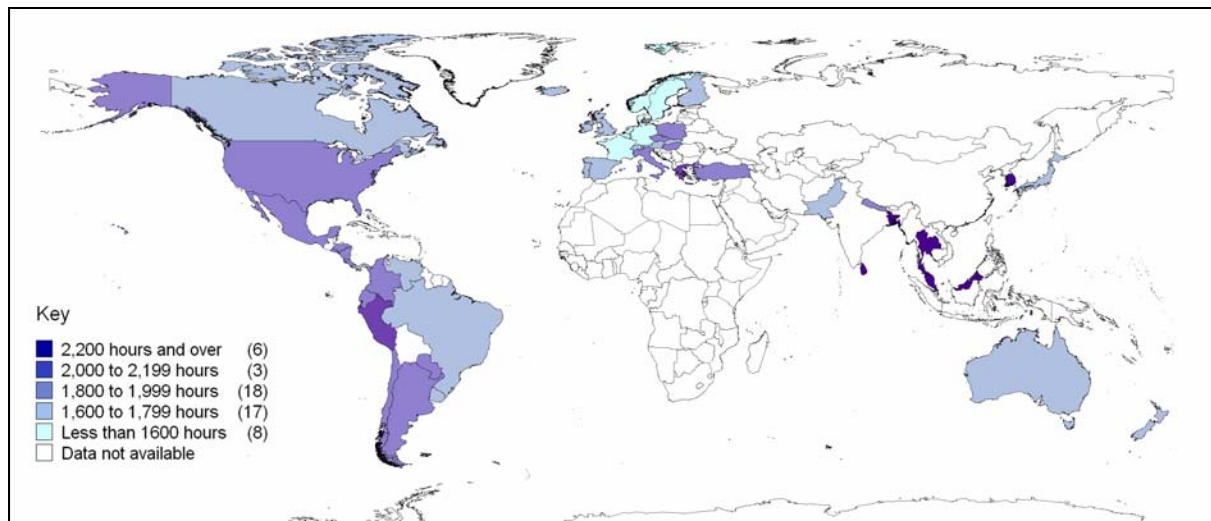 Key
2,200 hours and over (6)
2,000 to 2,199 hours (3)
1,800 to 1,999 hours (18)
1,600 to 1,799 hours (17)
Less than 1600 hours (8)
Data not available